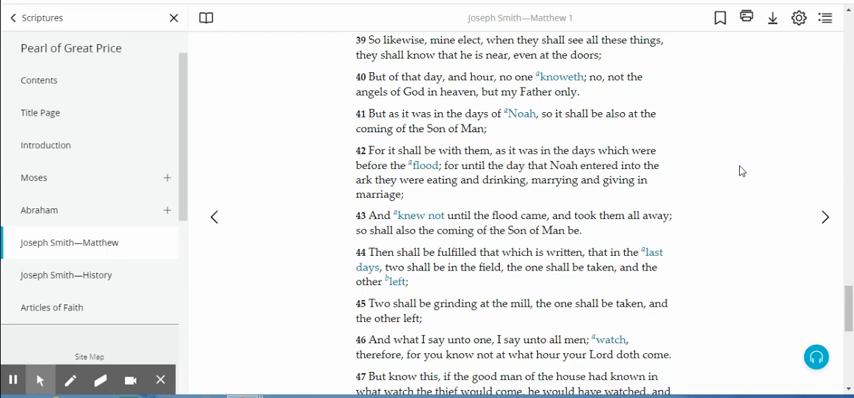 Scriptures
Joseph Smith—Matthew 1
Pearl of Great Price
Contents
Title Page
Introduction
Moses +
Abraham +
Joseph Smith—Matthew
Joseph Smith—History
Articles of Faith
Site Map
39 So likewise, mine elect, when they shall see all these things,
they shall know that he is near, even at the doors;
40 But of that day, and hour, no one aknoweth; no, not the
angels of God in heaven, but my Father only.
41 But as it was in the days of aNoah, so it shall be also at the
coming of the Son of Man;
42 For it shall be with them, as it was in the days which were
before the aflood; for until the day that Noah entered into the
ark they were eating and drinking, marrying and giving in
marriage;
43 And aknew not until the flood came, and took them all away;
so shall also the coming of the Son of Man be.
44 Then shall be fulfilled that which is written, that in the alast
days, two shall be in the field, the one shall be taken, and the
other bleft;
45 Two shall be grinding at the mill, the one shall be taken, and
the other left;
46 And what I say unto one, I say unto all men; awatch,
therefore, for you know not at what hour your Lord doth come.
47 But know this, if the good man of the house had known in
what watch the thief would come, he would have watched, and